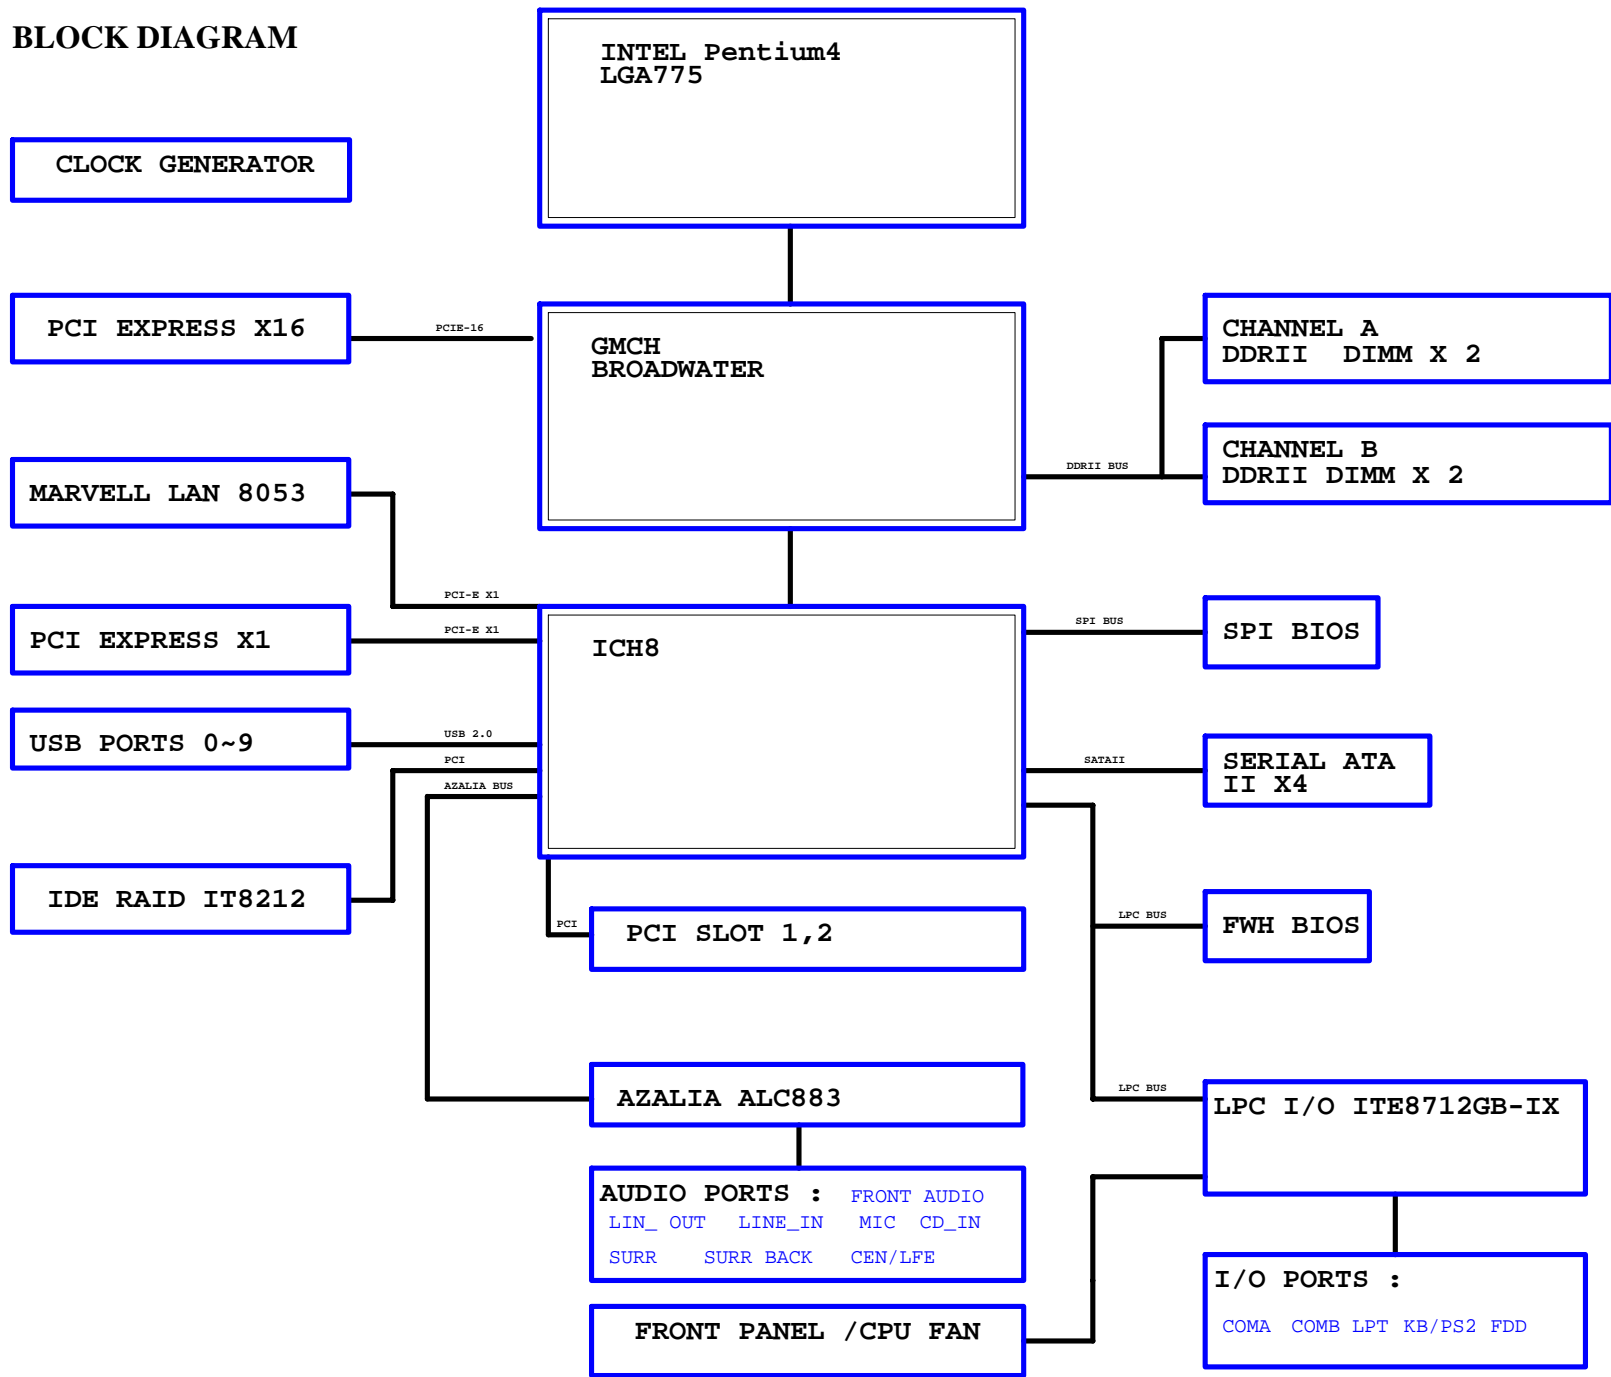 BLOCK DIAGRAM
INTEL Pentium4
LGA775
CLOCK GENERATOR
PCI EXPRESS X16
PCIE-16
GMCH
BROADWATER
CHANNEL A
DDRII DIMM X 2
CHANNEL B
DDRII DIMM X 2
DDRII BUS
MARVELL LAN 8053
PCI-E X1
PCI EXPRESS X1
PCI-E X1
ICH8
SPI BUS
SPI BIOS
USB PORTS 0~9
USB 2.0
PCI
AZALIA BUS
SATAII
SERIAL ATA
II X4
IDE RAID IT8212
PCI
PCI SLOT 1,2
LPC BUS
FWH BIOS
AZALIA ALC883
LPC BUS
LPC I/O ITE8712GB-IX
AUDIO PORTS : FRONT AUDIO
LIN_ OUT LINE_IN MIC CD_IN
SURR SURR BACK CEN/LFE
I/O PORTS :
COMA COMB LPT KB/PS2 FDD
FRONT PANEL /CPU FAN